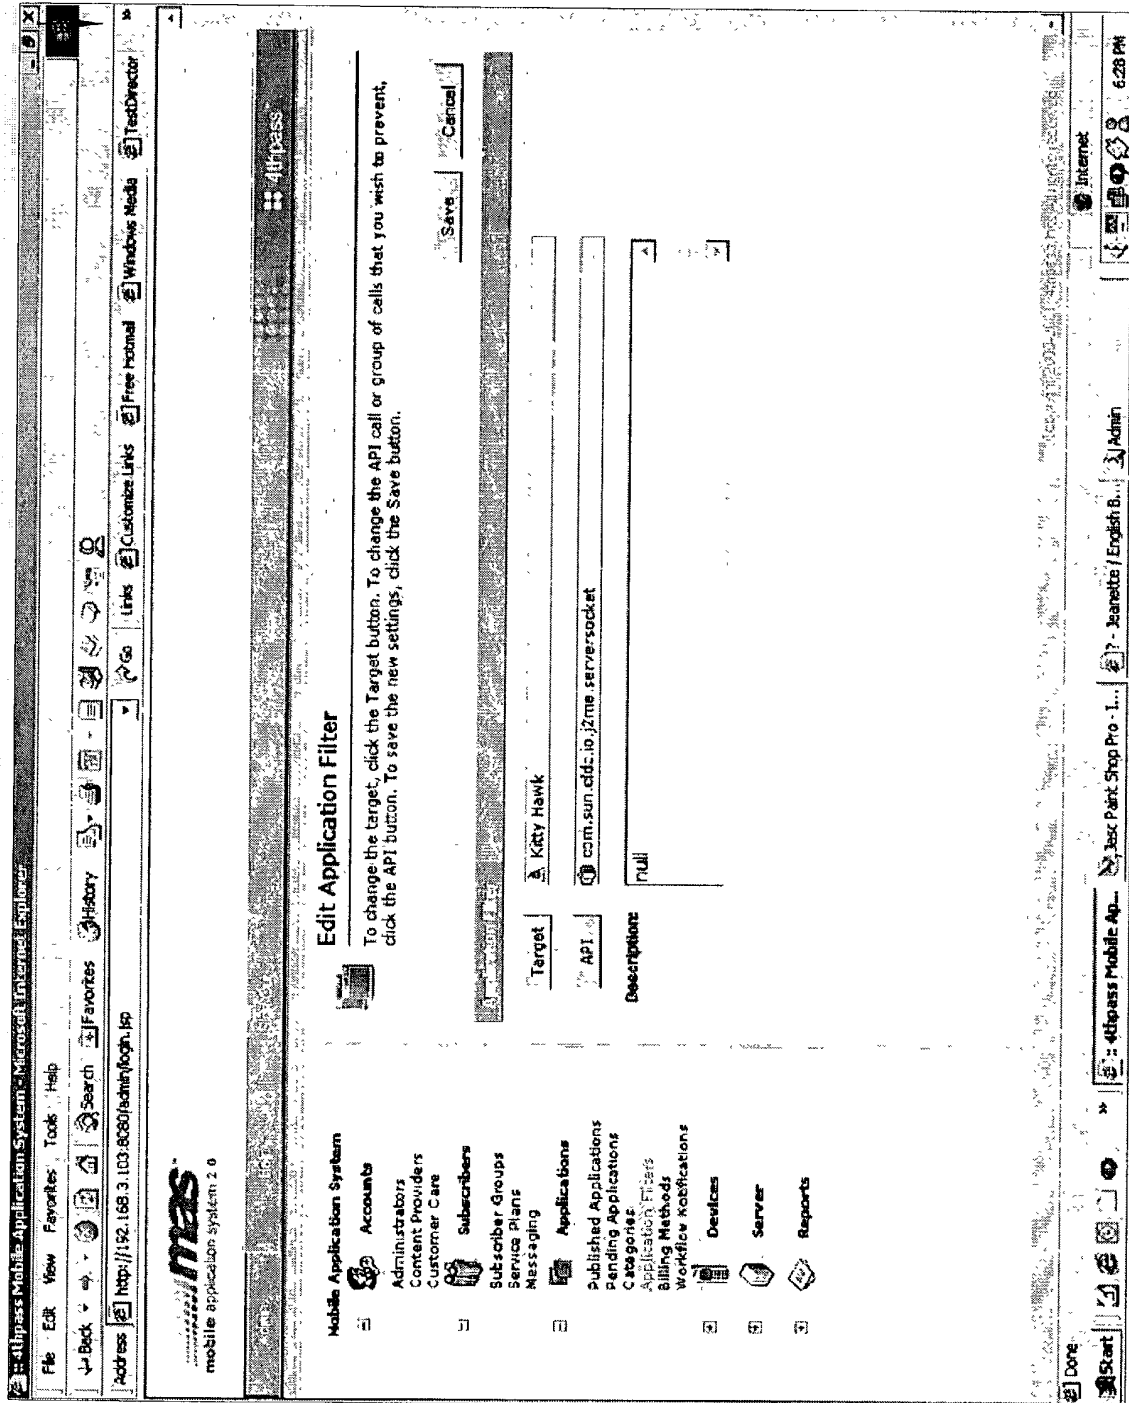 :: 4thpass Mobile Application System - Microsoft Internet Explorer
File Edit View Favorites Tools Help
Back Search Favorites History
Address http://192.168.3.103:8080/admin/login.jsp Go Links Customize Links Free Hotmail Windows Media TestDirector
mas
mobile application system 2.0
4thpass
Mobile Application System
Accounts
Administrators
Content Providers
Customer Care
Subscribers
Subscriber Groups
Service Plans
Messaging
Applications
Published Applications
Pending Applications
Categories
Application Filters
Billing Methods
Workflow Notifications
Devices
Server
Reports
Edit Application Filter
To change the target, click the Target button. To change the API call or group of calls that you wish to prevent,
click the API button. To save the new settings, click the Save button.
Save Cancel
Application Filter
Target Kitty Hawk
API com.sun.cldc.io.j2me.serversocket
Description: null
Done Internet
Start :: 4thpass Mobile Ap... Jasc Paint Shop Pro - I... ? - Jeanette / English B... Admin 6:28 PM